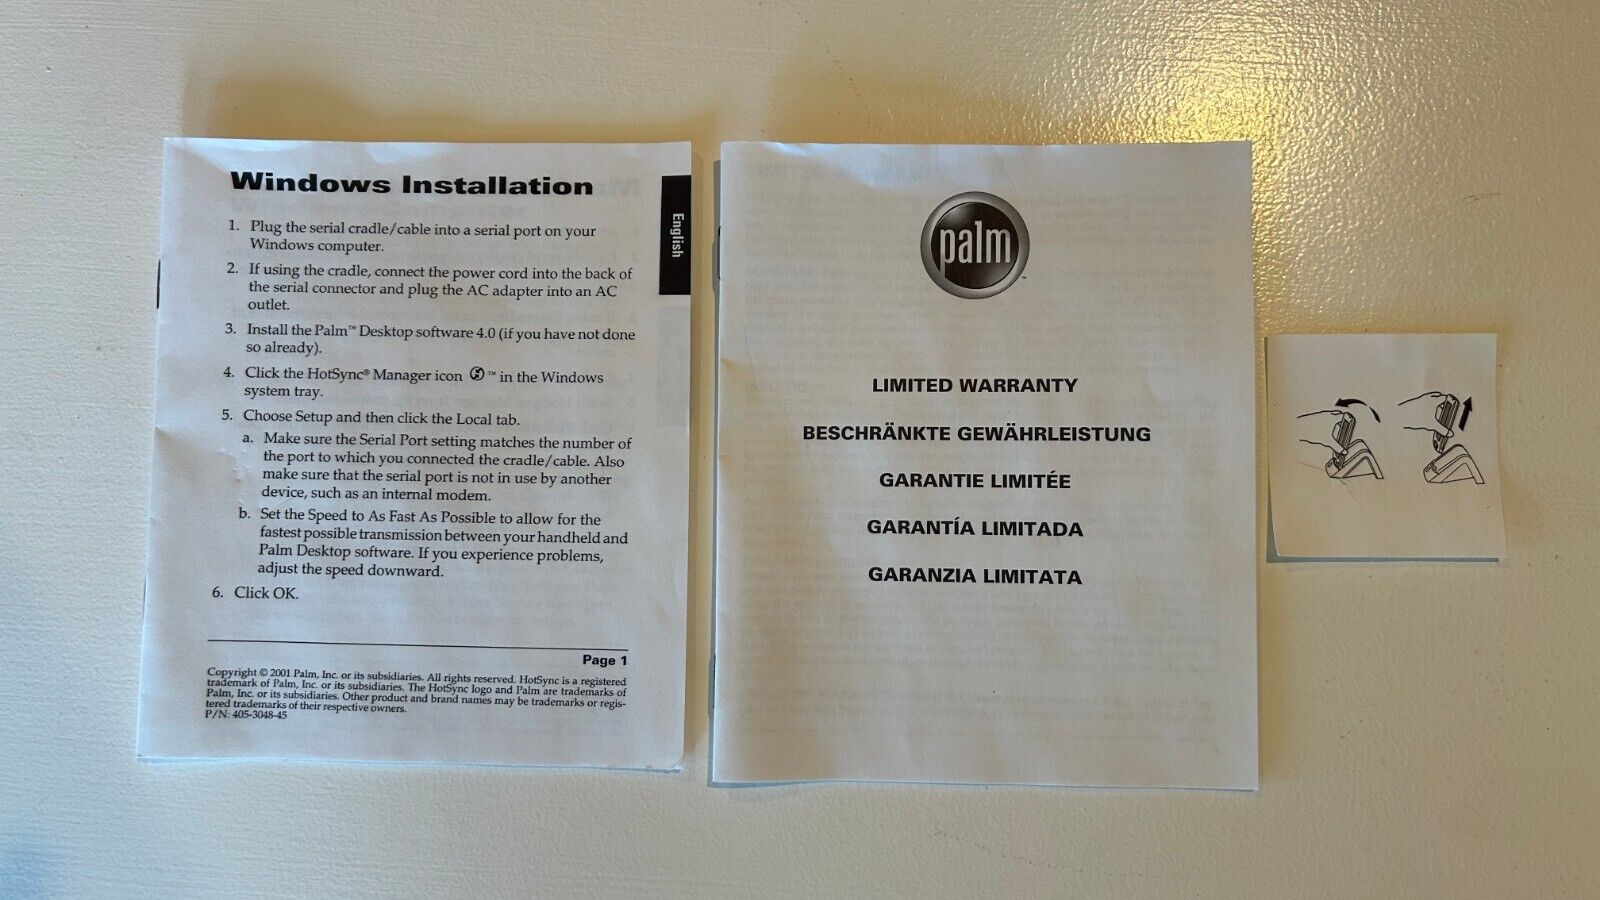 Windows Installation
1. Plug the serial cradle/cable into a serial port on your
Windows computer.
2. If using the cradle, connect the power cord into the back of
the serial connector and plug the AC adapter into an AC
outlet.
3. Install the Palm™ Desktop software 4.0 (if you have not done
so already).
4. Click the HotSync® Manager icon ™ in the Windows
system tray.
5. Choose Setup and then click the Local tab.
a. Make sure the Serial Port setting matches the number of
the port to which you connected the cradle/cable. Also
make sure that the serial port is not in use by another
device, such as an internal modem.
b. Set the Speed to As Fast As Possible to allow for the
fastest possible transmission between your handheld and
Palm Desktop software. If you experience problems,
adjust the speed downward.
6. Click OK.
Page 1
Copyright © 2001 Palm, Inc. or its subsidiaries. All rights reserved. HotSync is a registered
trademark of Palm, Inc. or its subsidiaries. The HotSync logo and Palm are trademarks of
Palm, Inc. or its subsidiaries. Other product and brand names may be trademarks or regis-
tered trademarks of their respective owners.
P/N: 405-3048-45
English
palm™
LIMITED WARRANTY
BESCHRÄNKTE GEWÄHRLEISTUNG
GARANTIE LIMITÉE
GARANTÍA LIMITADA
GARANZIA LIMITATA